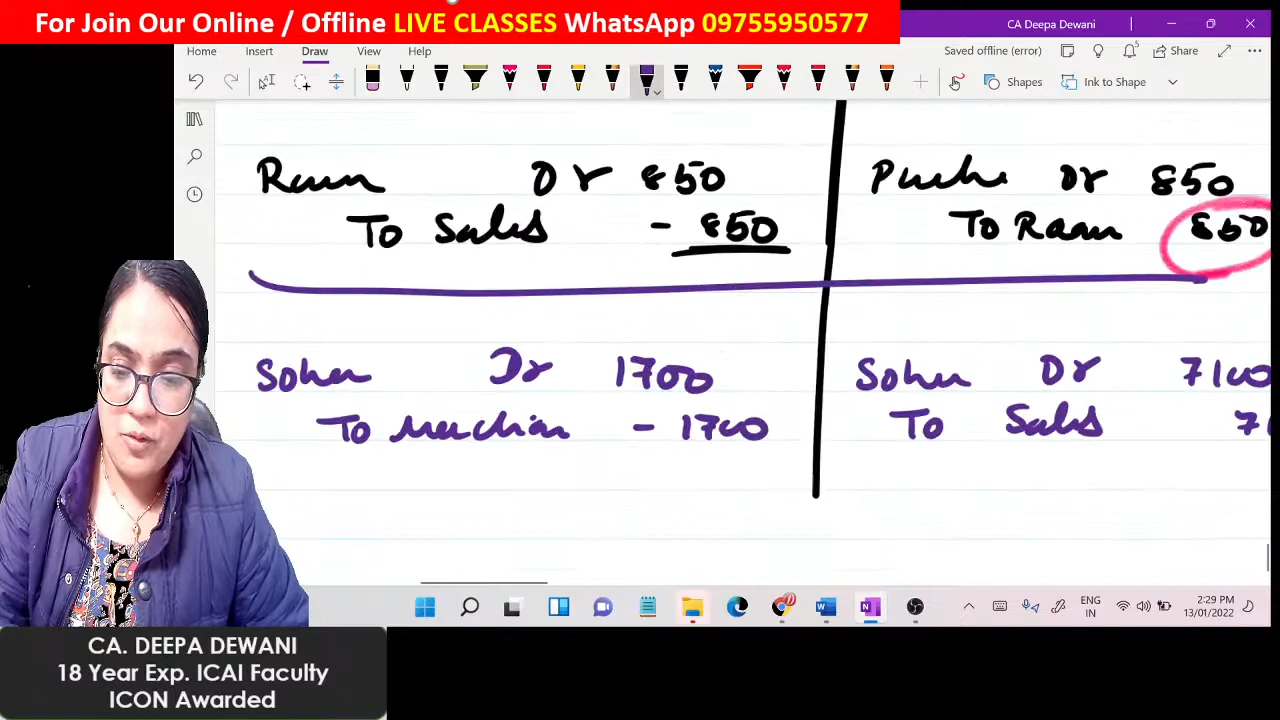 For Join Our Online / Offline LIVE CLASSES WhatsApp 09755950577
CA Deepa Dewani
Home Insert Draw View Help
Saved offline (error)
Share
Shapes
Ink to Shape
Ram Dr 850
To Sales - 850
Dr 850
To Ram 850
Sohan Dr 1700
To - 1700
Sohan Dr 7100
To Sales 71
ENG
IN
2:29 PM
13/01/2022
CA. DEEPA DEWANI
18 Year Exp. ICAI Faculty
ICON Awarded